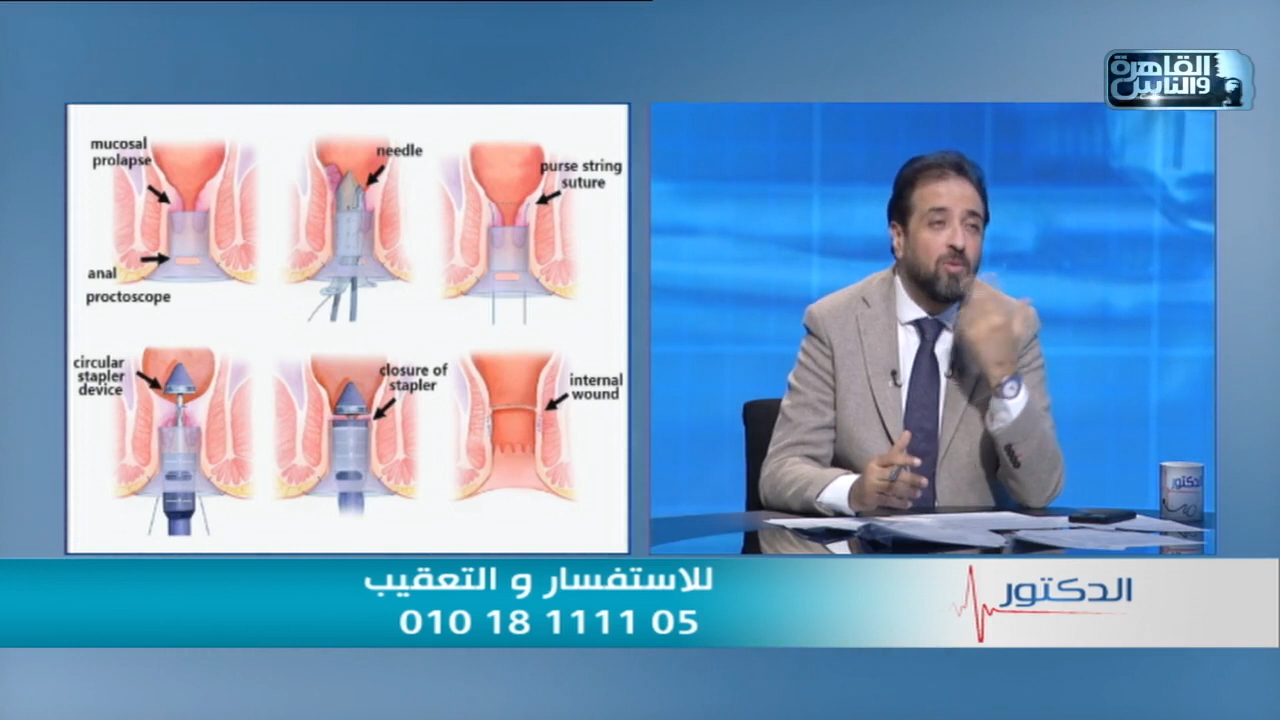 القاهرة
والناس
mucosal
prolapse
needle
purse string
suture
anal
proctoscope
circular
stapler
device
closure of
stapler
internal
wound
الدكتور
للاستفسار و التعقيب
010 18 1111 05
الدكتور